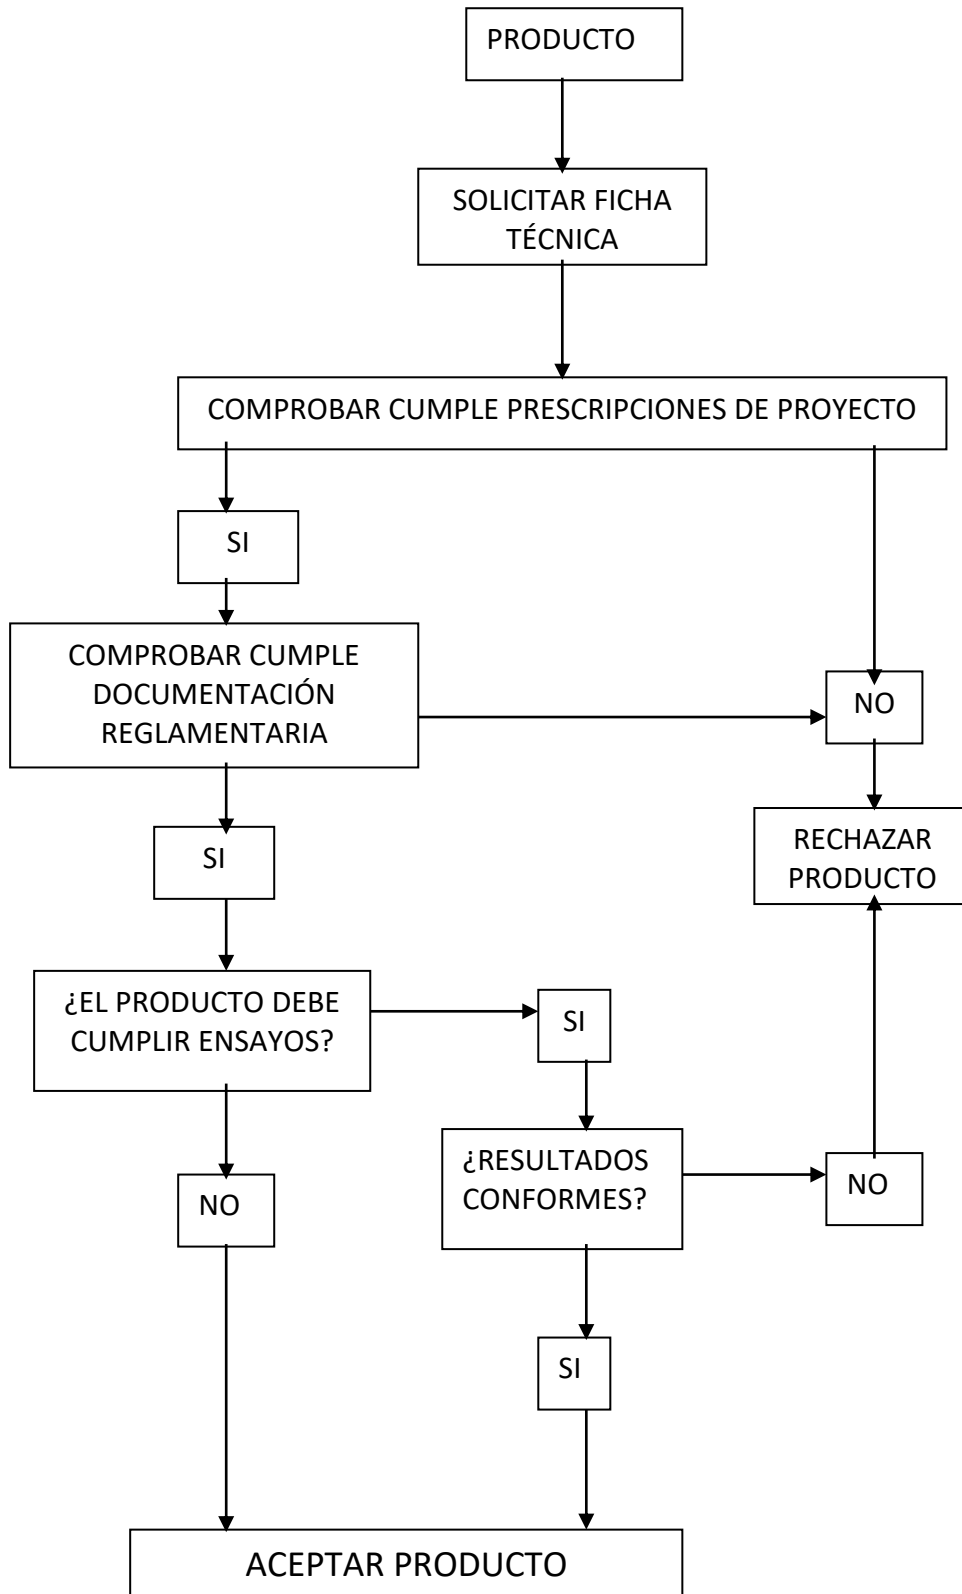 PRODUCTO
SOLICITAR FICHA
TÉCNICA
COMPROBAR CUMPLE PRESCRIPCIONES DE PROYECTO
SI
COMPROBAR CUMPLE
DOCUMENTACIÓN
REGLAMENTARIA
NO
SI
RECHAZAR
PRODUCTO
¿EL PRODUCTO DEBE
CUMPLIR ENSAYOS?
SI
¿RESULTADOS
CONFORMES?
NO
NO
SI
ACEPTAR PRODUCTO